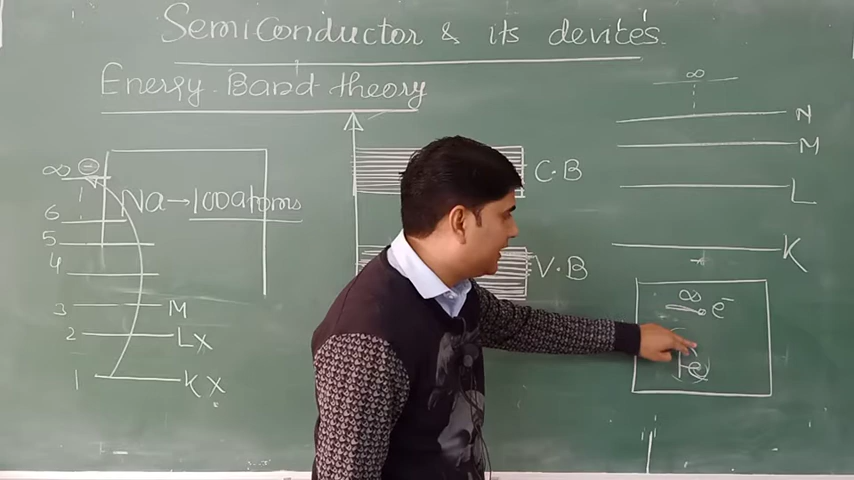 Semiconductor & its devices.
Energy Band theory
∞ ⊖
Na → 100 atoms
6
5
4
3 M
2 L x
1 K x
C.B
V.B
∞
N
M
L
K
∞ e⁻